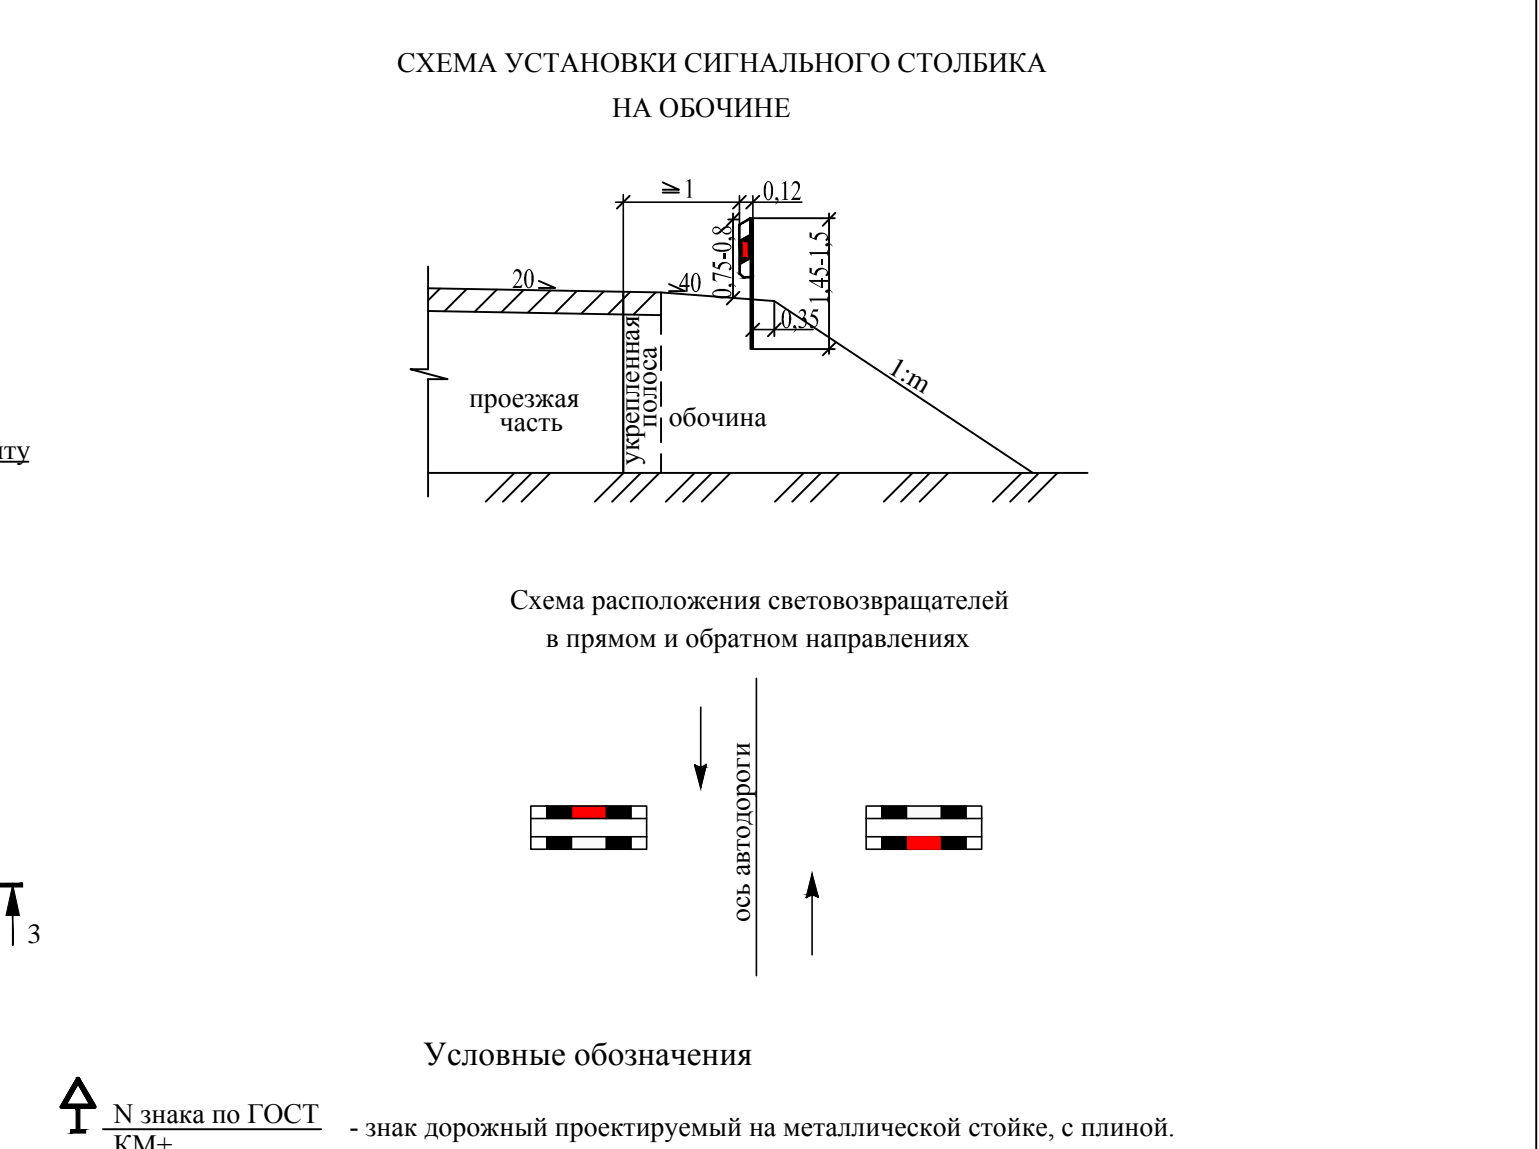 СХЕМА УСТАНОВКИ СИГНАЛЬНОГО СТОЛБИКА
НА ОБОЧИНЕ
≥1
0,12
0,75-0,8
1,45-1,5
20
40
0,35
1:m
проезжая
часть
укрепленная
полоса
обочина
иту
Схема расположения световозвращателей
в прямом и обратном направлениях
ось автодороги
3
Условные обозначения
N знака по ГОСТ
КМ+
- знак дорожный проектируемый на металлической стойке, с плиной.